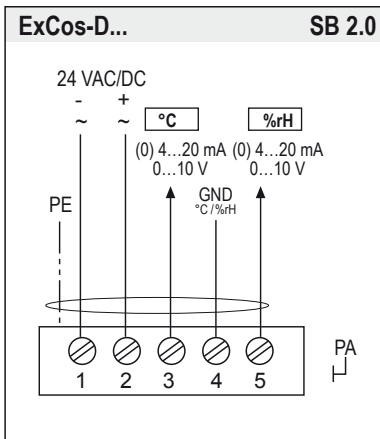 ExCos-D... SB 2.0
24 VAC/DC
- +
~ ~ °C %rH
(0) 4...20 mA (0) 4...20 mA
0...10 V 0...10 V
PE GND
°C / %rH
PA
1 2 3 4 5